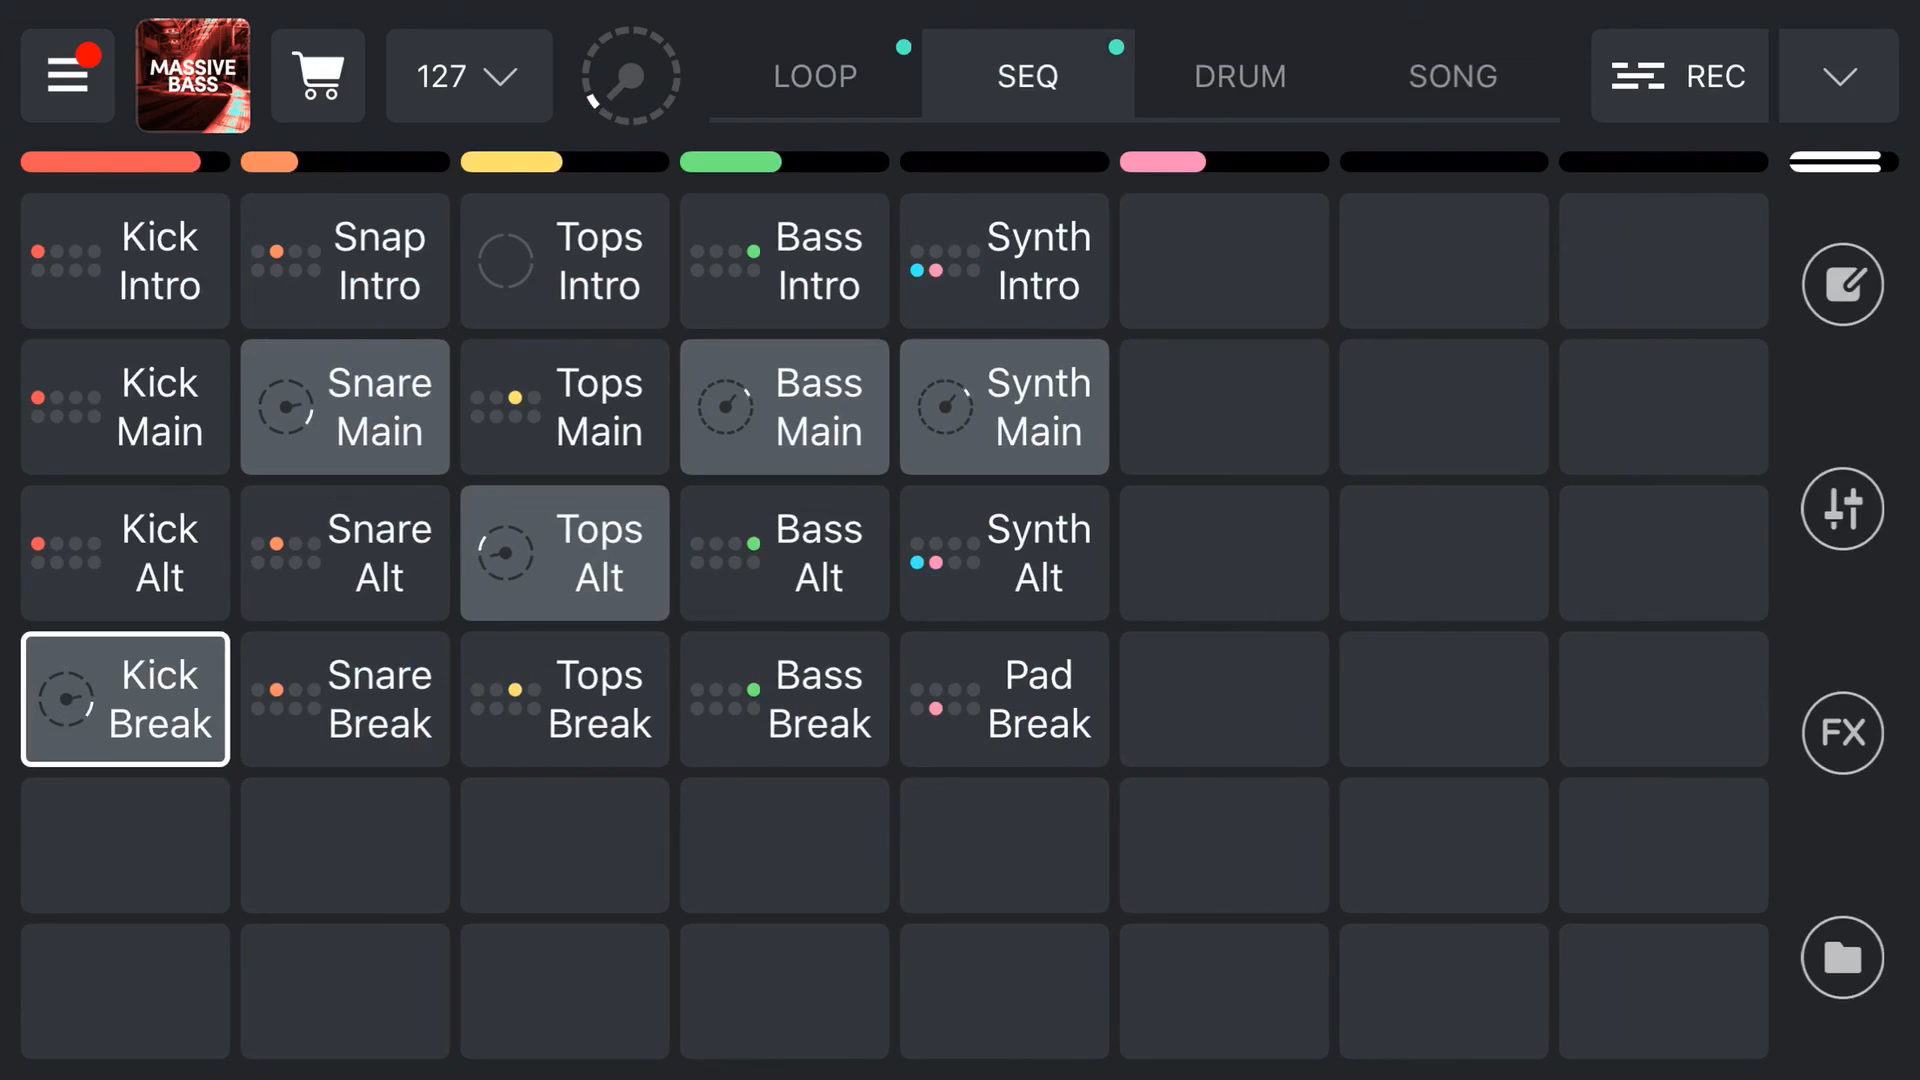 MASSIVE
BASS
127
LOOP
SEQ
DRUM
SONG
REC
Kick
Intro
Snap
Intro
Tops
Intro
Bass
Intro
Synth
Intro
Kick
Main
Snare
Main
Tops
Main
Bass
Main
Synth
Main
Kick
Alt
Snare
Alt
Tops
Alt
Bass
Alt
Synth
Alt
Kick
Break
Snare
Break
Tops
Break
Bass
Break
Pad
Break
FX